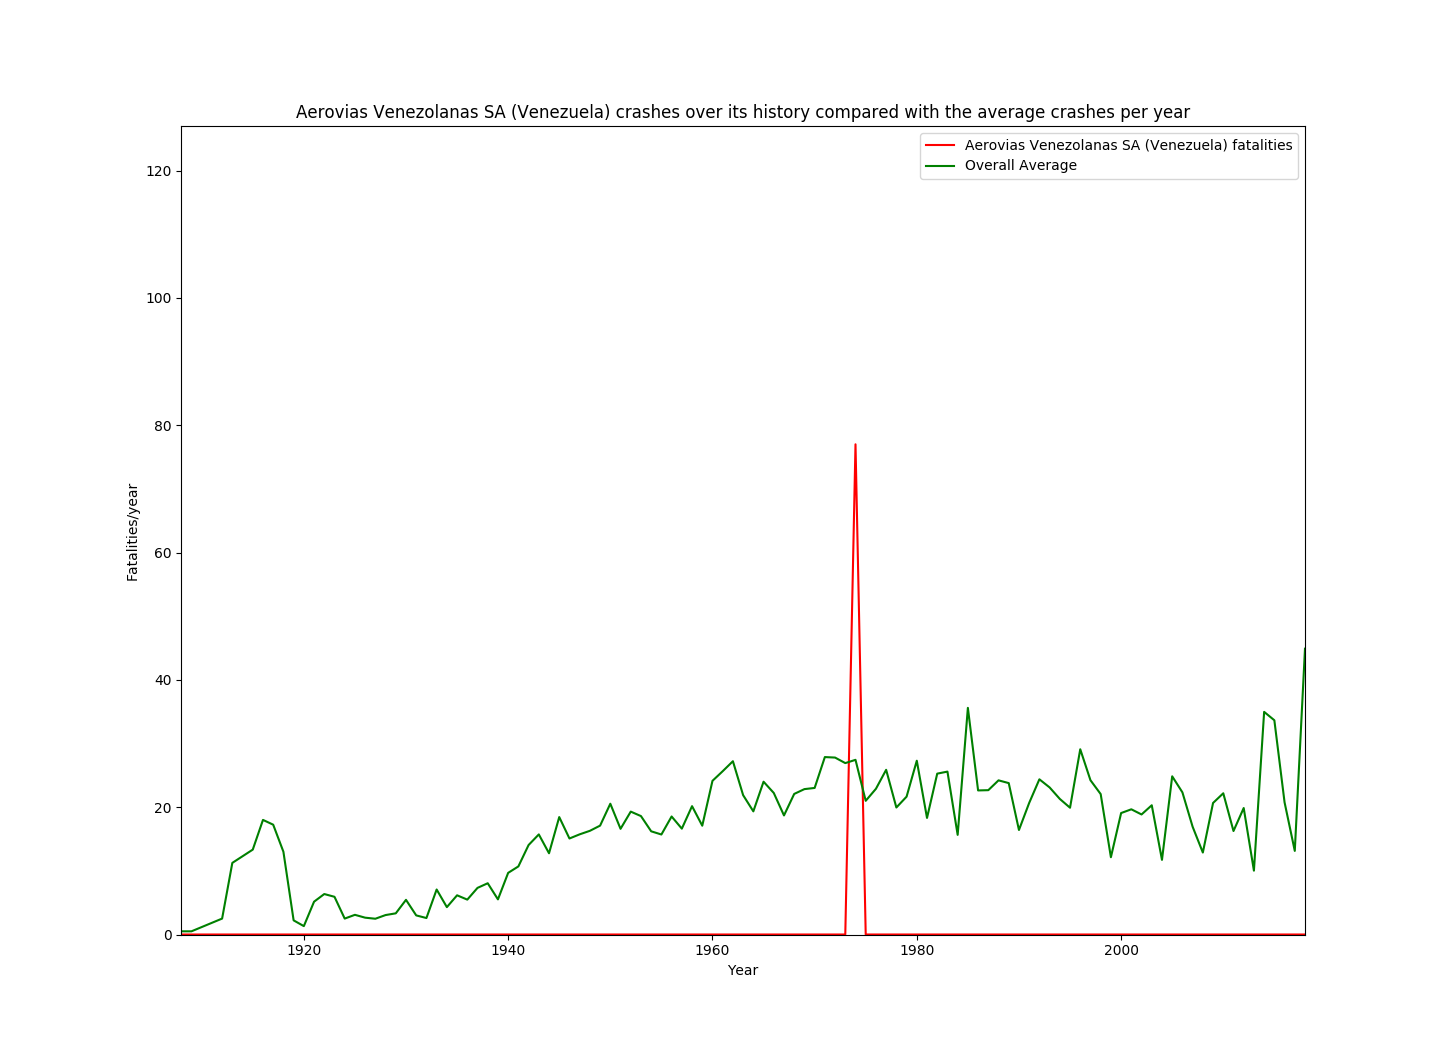 Aerovias Venezolanas SA (Venezuela) crashes over its history compared with the average crashes per year
Aerovias Venezolanas SA (Venezuela) fatalities
Overall Average
120
100
80
60
40
20
0
Fatalities/year
1920
1940
1960
1980
2000
Year